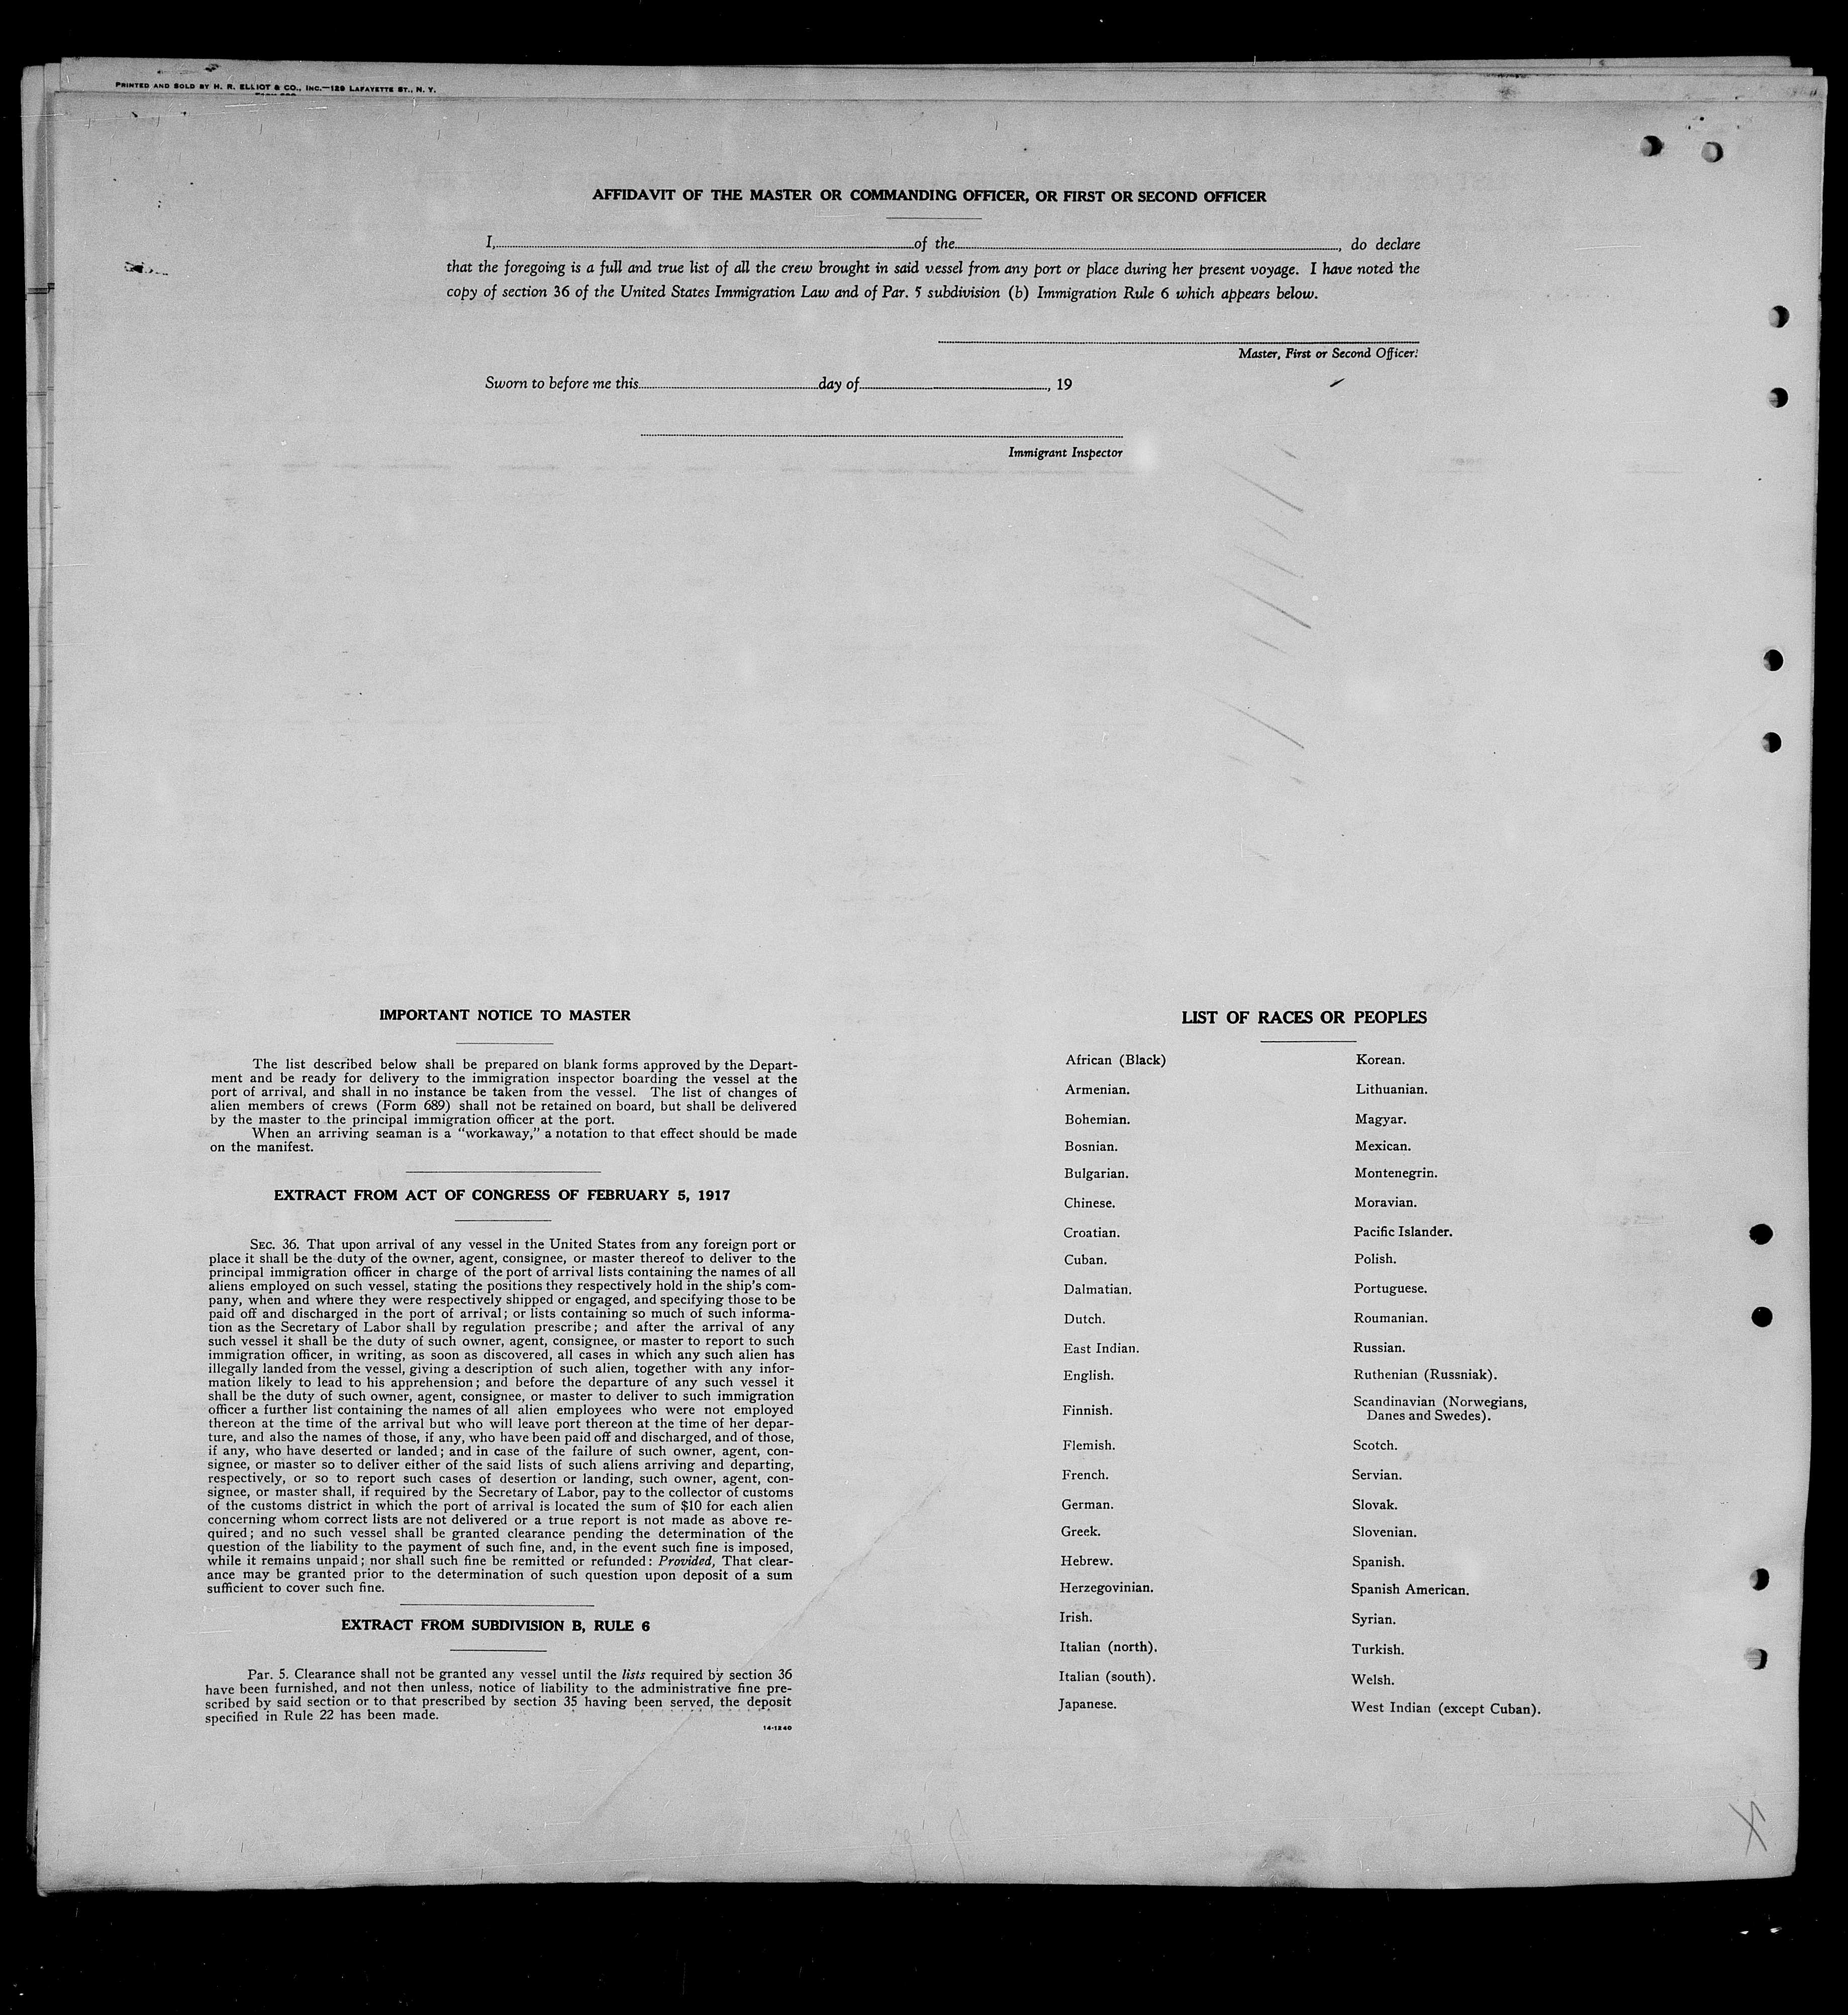 PRINTED AND SOLD BY H. R. ELLIOT & CO., INC.—129 LAFAYETTE ST., N. Y.
AFFIDAVIT OF THE MASTER OR COMMANDING OFFICER, OR FIRST OR SECOND OFFICER
I, of the , do declare
that the foregoing is a full and true list of all the crew brought in said vessel from any port or place during her present voyage. I have noted the
copy of section 36 of the United States Immigration Law and of Par. 5 subdivision (b) Immigration Rule 6 which appears below.
Master, First or Second Officer.
Sworn to before me this day of , 19
Immigrant Inspector
IMPORTANT NOTICE TO MASTER
The list described below shall be prepared on blank forms approved by the Depart-
ment and be ready for delivery to the immigration inspector boarding the vessel at the
port of arrival, and shall in no instance be taken from the vessel. The list of changes of
alien members of crews (Form 689) shall not be retained on board, but shall be delivered
by the master to the principal immigration officer at the port.
When an arriving seaman is a "workaway," a notation to that effect should be made
on the manifest.
EXTRACT FROM ACT OF CONGRESS OF FEBRUARY 5, 1917
SEC. 36. That upon arrival of any vessel in the United States from any foreign port or
place it shall be the duty of the owner, agent, consignee, or master thereof to deliver to the
principal immigration officer in charge of the port of arrival lists containing the names of all
aliens employed on such vessel, stating the positions they respectively hold in the ship's com-
pany, when and where they were respectively shipped or engaged, and specifying those to be
paid off and discharged in the port of arrival; or lists containing so much of such informa-
tion as the Secretary of Labor shall by regulation prescribe; and after the arrival of any
such vessel it shall be the duty of such owner, agent, consignee, or master to report to such
immigration officer, in writing, as soon as discovered, all cases in which any such alien has
illegally landed from the vessel, giving a description of such alien, together with any infor-
mation likely to lead to his apprehension; and before the departure of any such vessel it
shall be the duty of such owner, agent, consignee, or master to deliver to such immigration
officer a further list containing the names of all alien employees who were not employed
thereon at the time of the arrival but who will leave port thereon at the time of her depar-
ture, and also the names of those, if any, who have been paid off and discharged, and of those,
if any, who have deserted or landed; and in case of the failure of such owner, agent, con-
signee, or master so to deliver either of the said lists of such aliens arriving and departing,
respectively, or so to report such cases of desertion or landing, such owner, agent, con-
signee, or master shall, if required by the Secretary of Labor, pay to the collector of customs
of the customs district in which the port of arrival is located the sum of $10 for each alien
concerning whom correct lists are not delivered or a true report is not made as above re-
quired; and no such vessel shall be granted clearance pending the determination of the
question of the liability to the payment of such fine, and, in the event such fine is imposed,
while it remains unpaid; nor shall such fine be remitted or refunded: Provided, That clear-
ance may be granted prior to the determination of such question upon deposit of a sum
sufficient to cover such fine.
EXTRACT FROM SUBDIVISION B, RULE 6
Par. 5. Clearance shall not be granted any vessel until the lists required by section 36
have been furnished, and not then unless, notice of liability to the administrative fine pre-
scribed by said section or to that prescribed by section 35 having been served, the deposit
specified in Rule 22 has been made.
14-1240
LIST OF RACES OR PEOPLES
African (Black)
Armenian.
Bohemian.
Bosnian.
Bulgarian.
Chinese.
Croatian.
Cuban.
Dalmatian.
Dutch.
East Indian.
English.
Finnish.
Flemish.
French.
German.
Greek.
Hebrew.
Herzegovinian.
Irish.
Italian (north).
Italian (south).
Japanese.
Korean.
Lithuanian.
Magyar.
Mexican.
Montenegrin.
Moravian.
Pacific Islander.
Polish.
Portuguese.
Roumanian.
Russian.
Ruthenian (Russniak).
Scandinavian (Norwegians,
Danes and Swedes).
Scotch.
Servian.
Slovak.
Slovenian.
Spanish.
Spanish American.
Syrian.
Turkish.
Welsh.
West Indian (except Cuban).